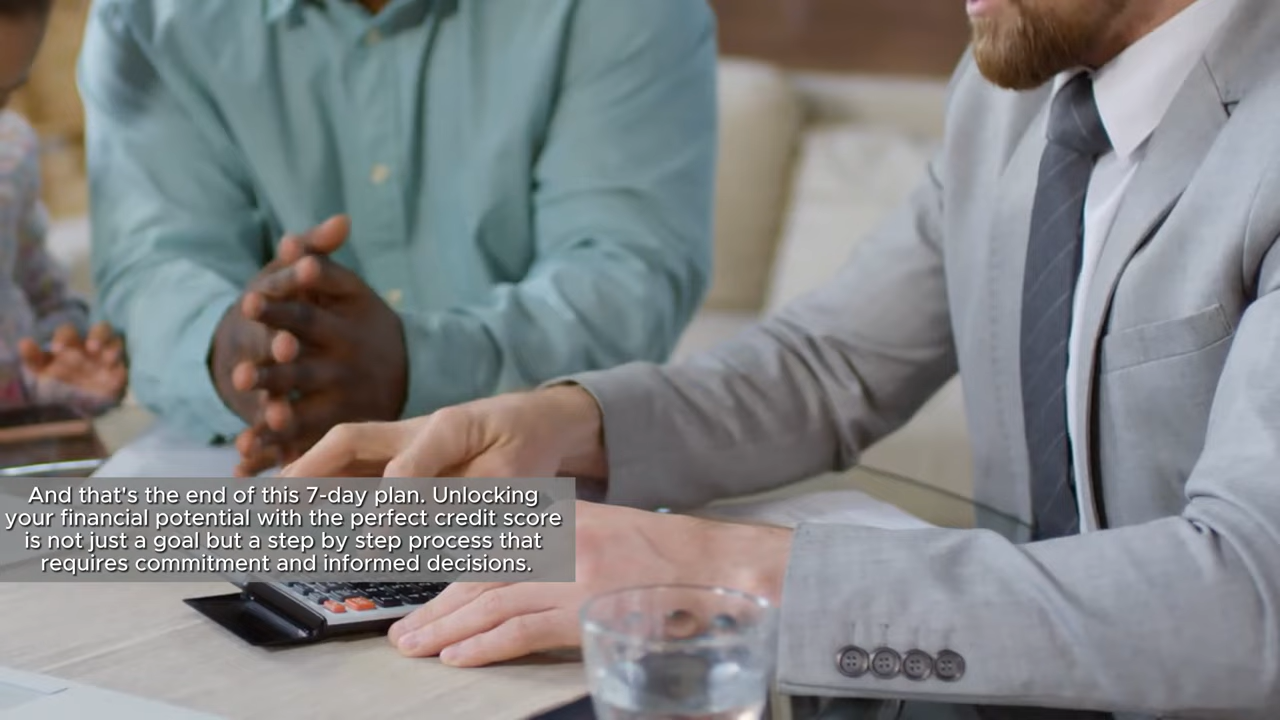 And that's the end of this 7-day plan. Unlocking
your financial potential with the perfect credit score
is not just a goal but a step by step process that
requires commitment and informed decisions.